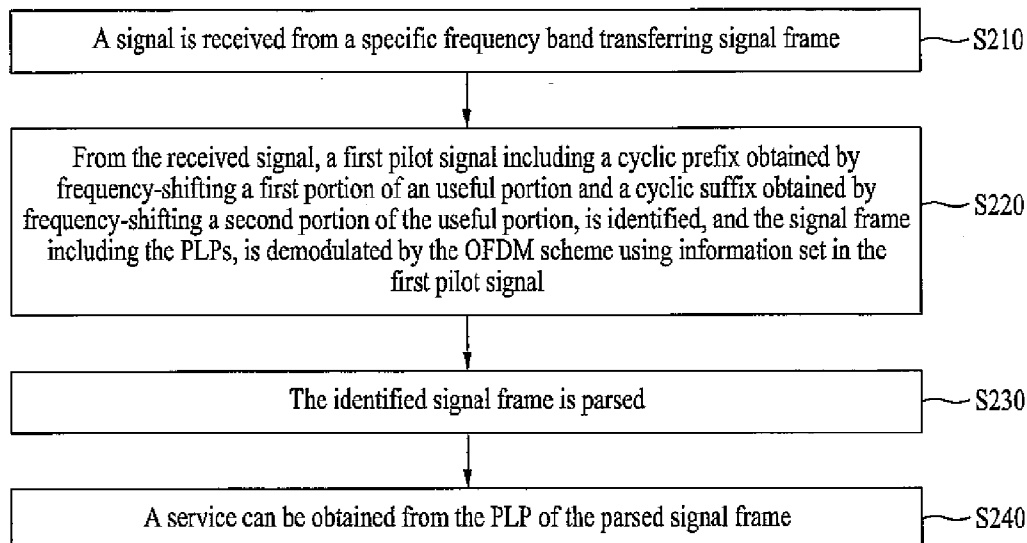 A signal is received from a specific frequency band transferring signal frame
S210
From the received signal, a first pilot signal including a cyclic prefix obtained by
frequency-shifting a first portion of an useful portion and a cyclic suffix obtained by
frequency-shifting a second portion of the useful portion, is identified, and the signal frame
including the PLPs, is demodulated by the OFDM scheme using information set in the
first pilot signal
S220
The identified signal frame is parsed
S230
A service can be obtained from the PLP of the parsed signal frame
S240